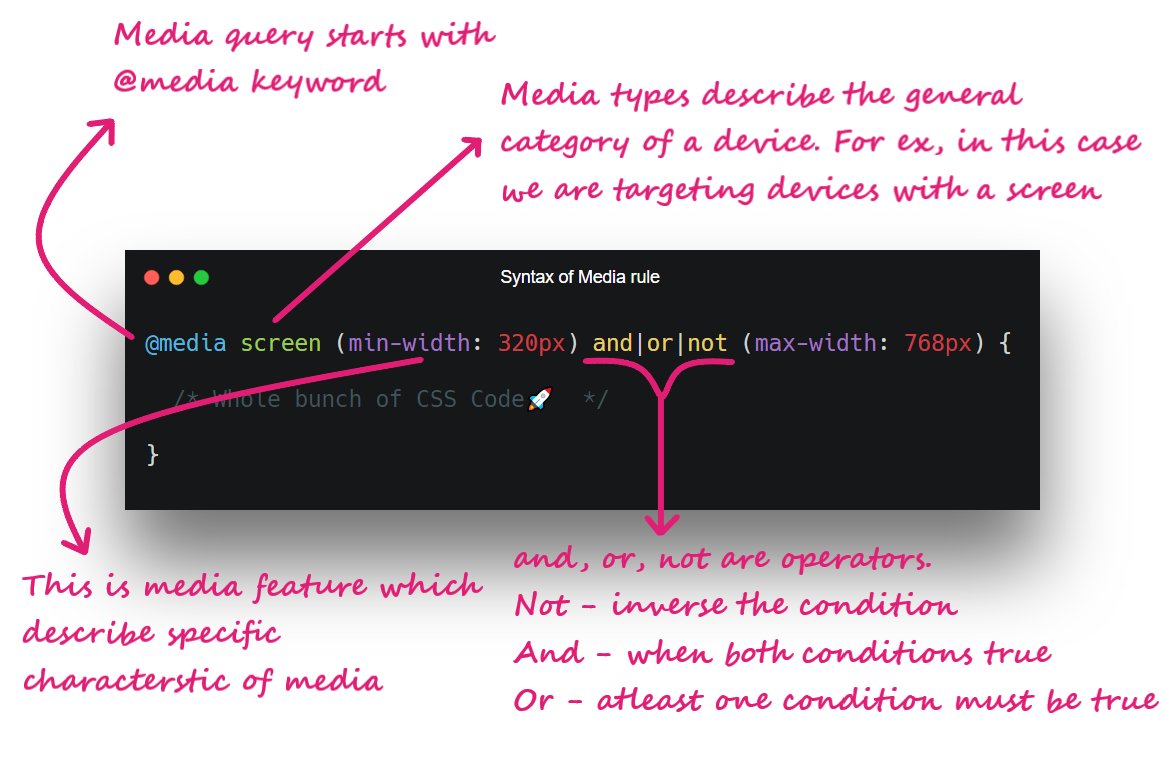 Media query starts with
@media keyword
Media types describe the general
category of a device. For ex, in this case
we are targeting devices with a screen
Syntax of Media rule
@media screen (min-width: 320px) and|or|not (max-width: 768px) {
/* Whole bunch of CSS Code🚀 */
}
This is media feature which
describe specific
characterstic of media
and, or, not are operators.
Not - inverse the condition
And - when both conditions true
Or - atleast one condition must be true